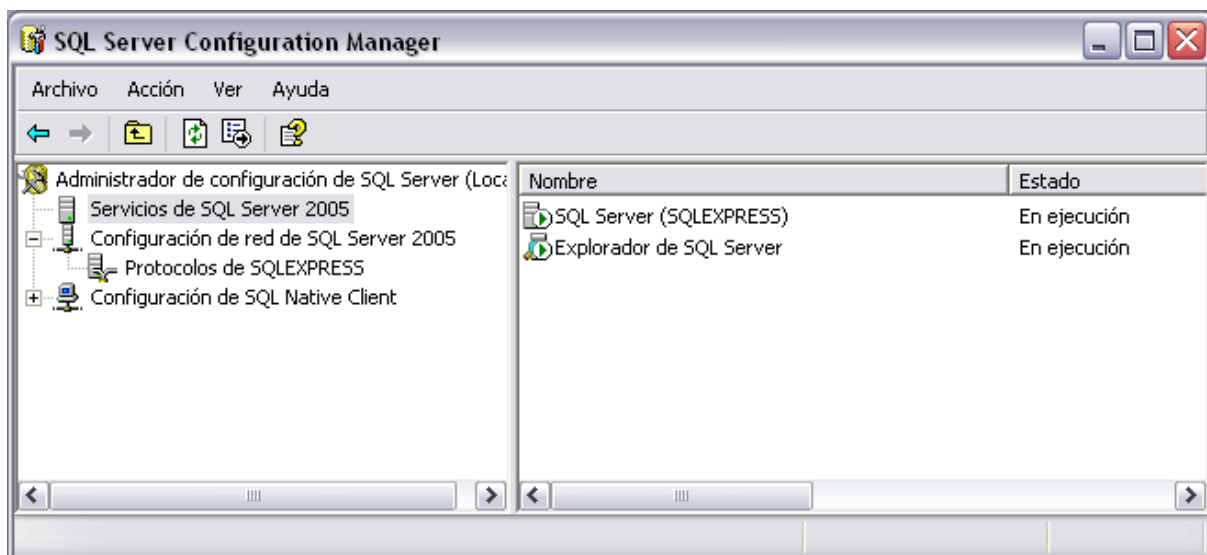 SQL Server Configuration Manager
Archivo Acción Ver Ayuda
Administrador de configuración de SQL Server (Loca
Servicios de SQL Server 2005
Configuración de red de SQL Server 2005
Protocolos de SQLEXPRESS
Configuración de SQL Native Client
Nombre Estado
SQL Server (SQLEXPRESS) En ejecución
Explorador de SQL Server En ejecución